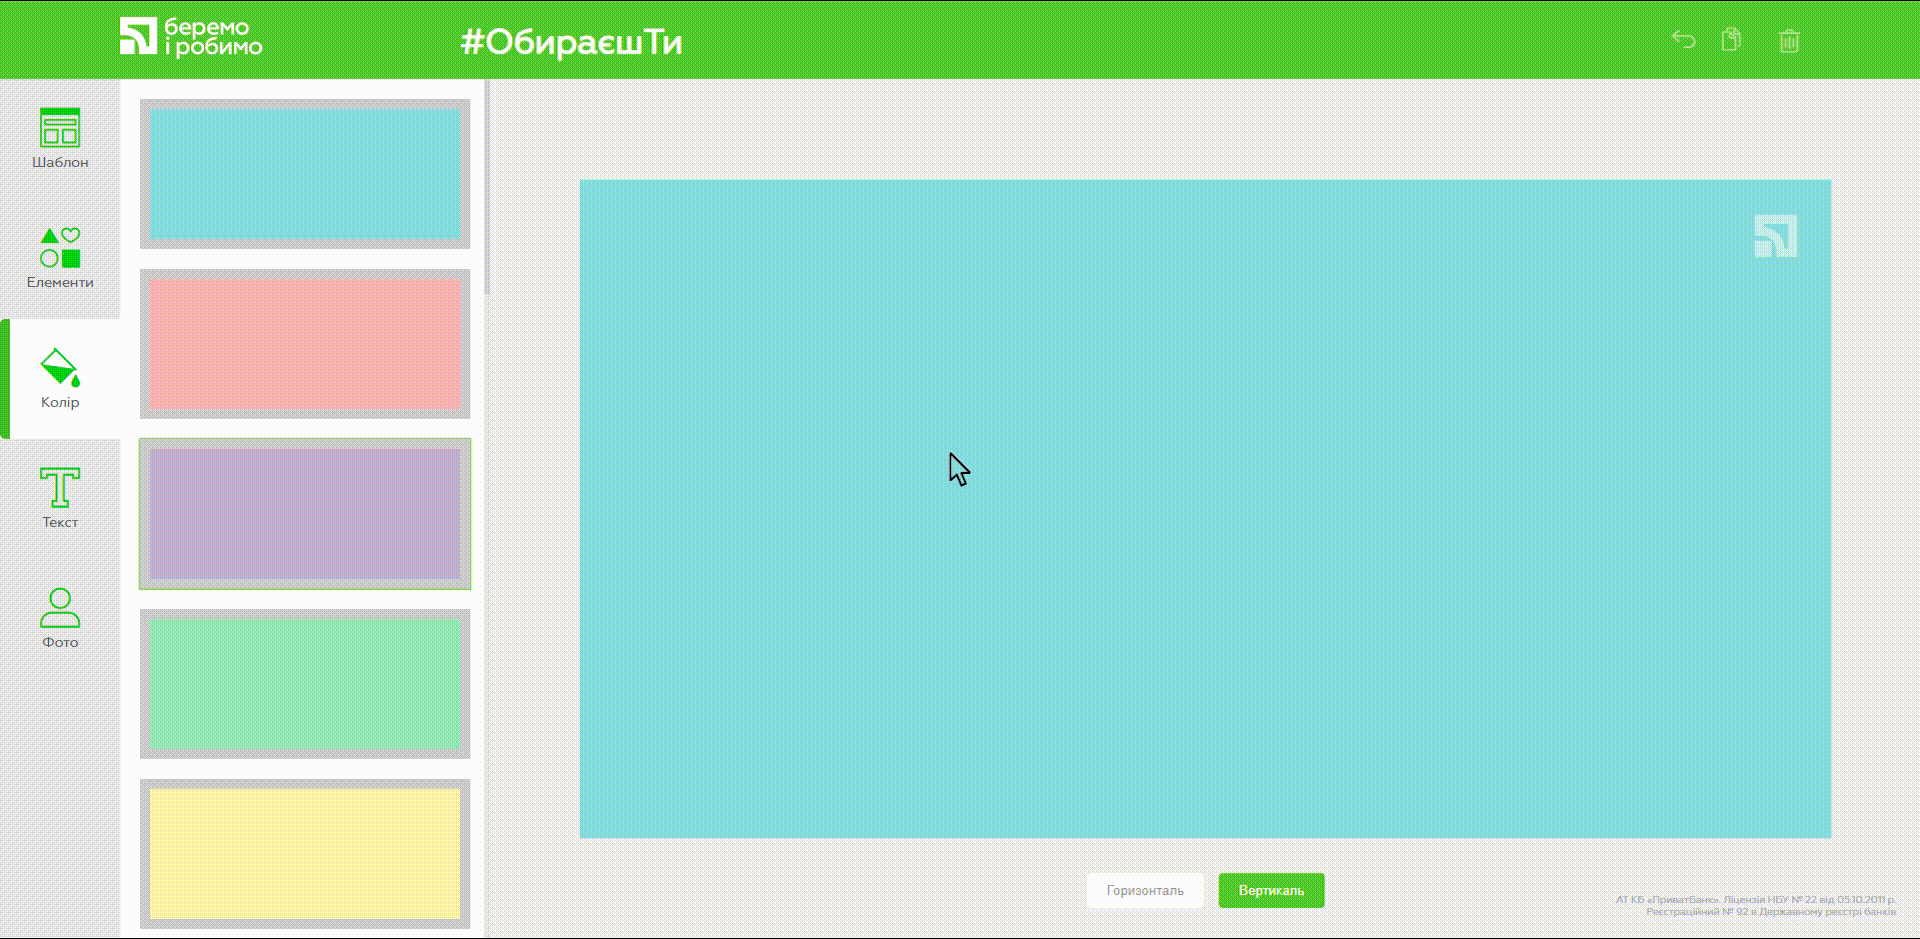 беремо
і робимо
#ОбираєшТи
Шаблон
Елементи
Колір
Текст
Фото
Горизонталь
Вертикаль
АТ КБ «ПриватБанк». Ліцензія НБУ № 22 від 05.10.2011 р.
Реєстраційний № 92 в Державному реєстрі банків